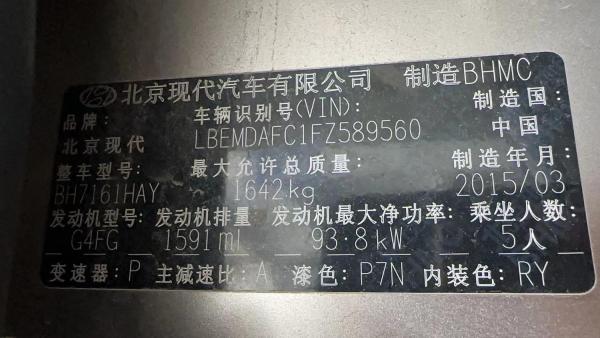 北京现代汽车有限公司 制造BHMC
品牌: 车辆识别号(VIN): 制造国:
北京现代 LBEMDAFC1FZ589560 中国
整车型号: 最大允许总质量: 制造年月:
BH7161HAY 1642kg 2015/03
发动机型号: 发动机排量 发动机最大净功率: 乘坐人数:
G4FG 1591ml 93.8kW 5人
变速器: P 主减速比: A 漆色: P7N 内装色: RY